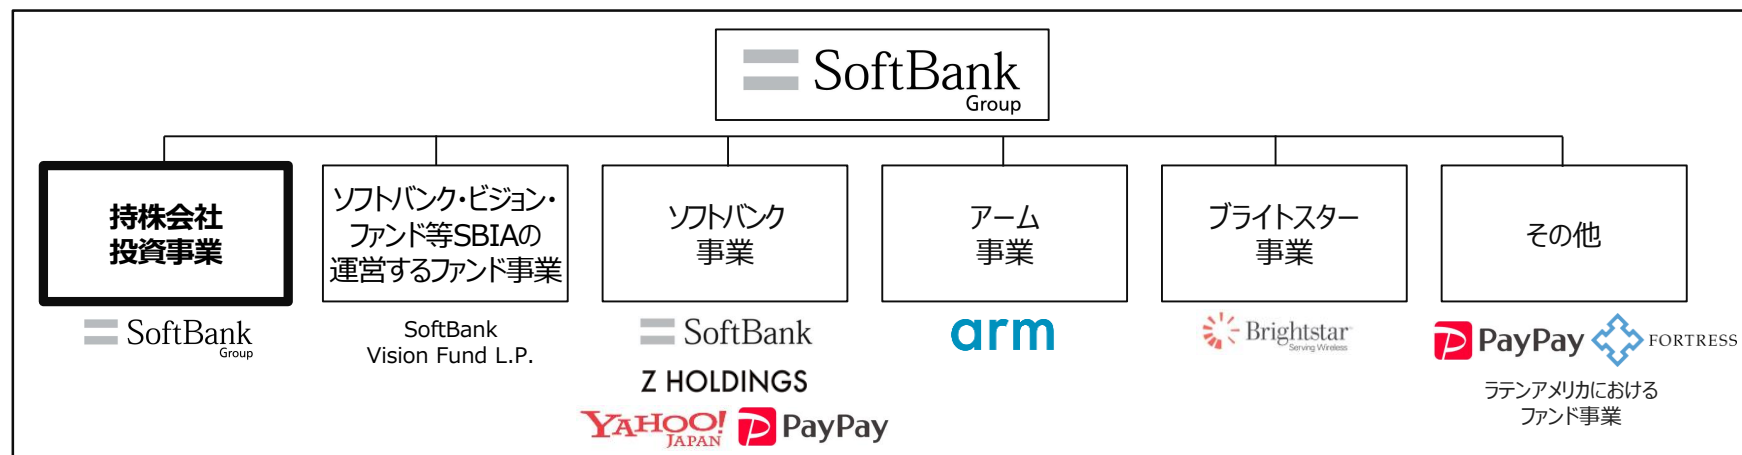 SoftBank
Group
持株会社
投資事業
ソフトバンク・ビジョン・
ファンド等SBIAの
運営するファンド事業
ソフトバンク
事業
アーム
事業
ブライトスター
事業
その他
SoftBank
Group
SoftBank
Vision Fund L.P.
SoftBank
Z HOLDINGS
YAHOO!
JAPAN
PayPay
arm
Brightstar
Serving Wireless
PayPay
FORTRESS
ラテンアメリカにおける
ファンド事業